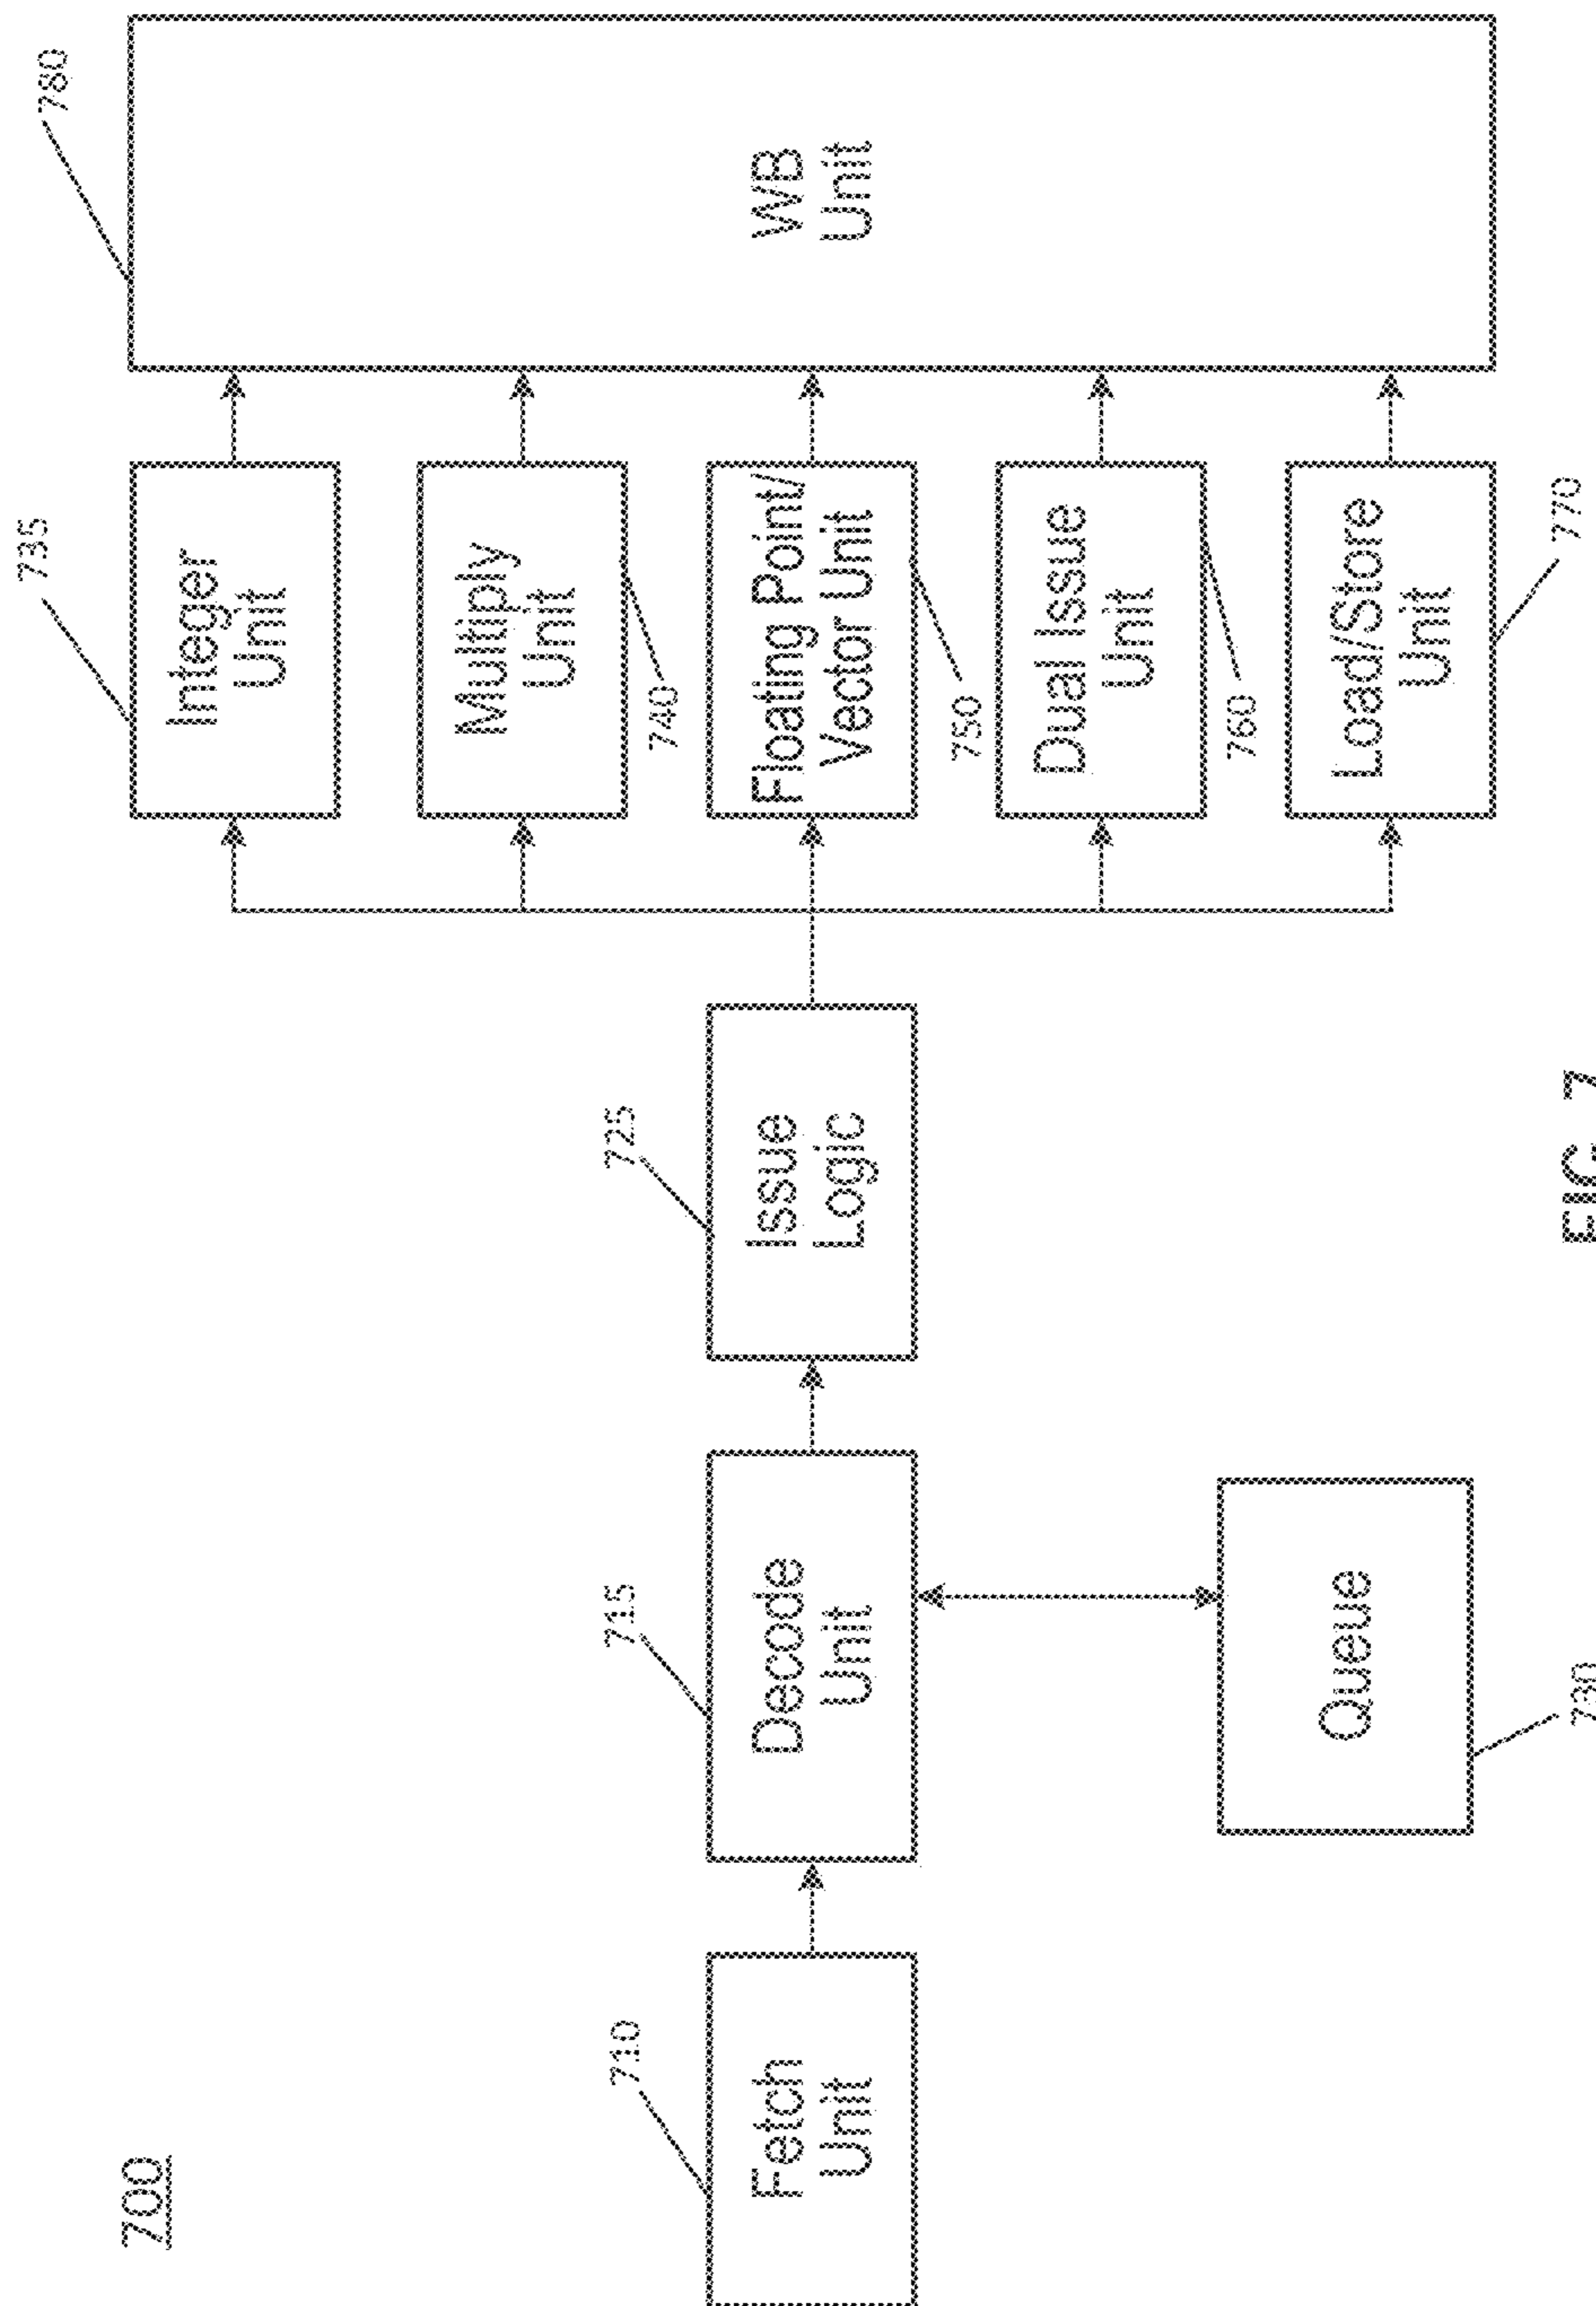 700
710
Fetch
Unit
715
Decode
Unit
Queue
730
725
Issue
Logic
735
Integer
Unit
Multiply
Unit
740
Floating Point/
Vector Unit
750
Dual Issue
Unit
760
Load/Store
Unit
770
780
WB
Unit
FIG. 7